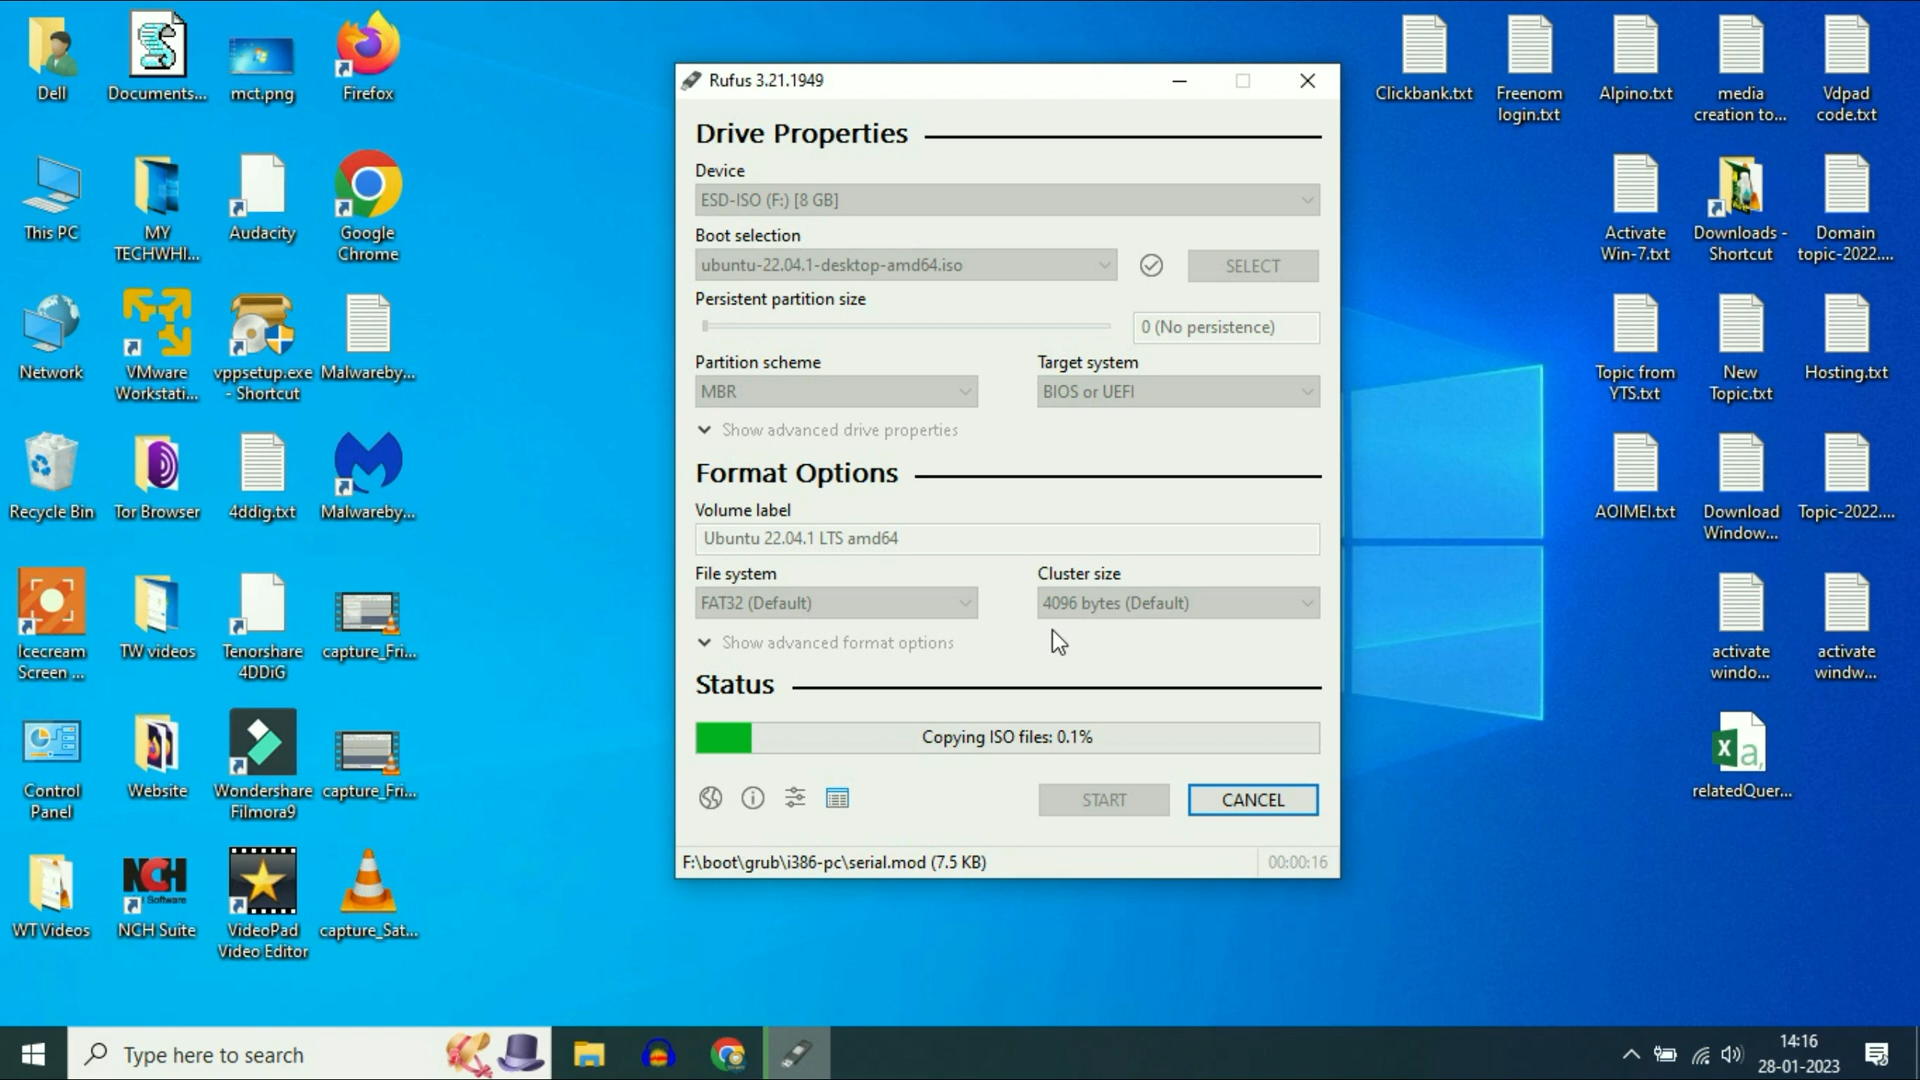 Dell
Documents...
mct.png
Firefox
This PC
MY
TECHWHI...
Audacity
Google
Chrome
Network
VMware
Workstati...
vppsetup.exe
- Shortcut
Malwareby...
Recycle Bin
Tor Browser
4ddig.txt
Malwareby...
Icecream
Screen ...
TW videos
Tenorshare
4DDiG
capture_Fri...
Control
Panel
Website
Wondershare
Filmora9
capture_Fri...
WT Videos
NCH
Software
NCH Suite
VideoPad
Video Editor
capture_Sat...
Rufus 3.21.1949
Drive Properties
Device
ESD-ISO (F:) [8 GB]
Boot selection
ubuntu-22.04.1-desktop-amd64.iso
SELECT
Persistent partition size
0 (No persistence)
Partition scheme
Target system
MBR
BIOS or UEFI
Show advanced drive properties
Format Options
Volume label
Ubuntu 22.04.1 LTS amd64
File system
Cluster size
FAT32 (Default)
4096 bytes (Default)
Show advanced format options
Status
Copying ISO files: 0.1%
START
CANCEL
F:\boot\grub\i386-pc\serial.mod (7.5 KB)
00:00:16
Clickbank.txt
Freenom
login.txt
Alpino.txt
media
creation to...
Vdpad
code.txt
Activate
Win-7.txt
Downloads -
Shortcut
Domain
topic-2022....
Topic from
YTS.txt
New
Topic.txt
Hosting.txt
AOIMEI.txt
Download
Window...
Topic-2022....
activate
windo...
activate
windw...
X a,
relatedQuer...
Type here to search
14:16
28-01-2023